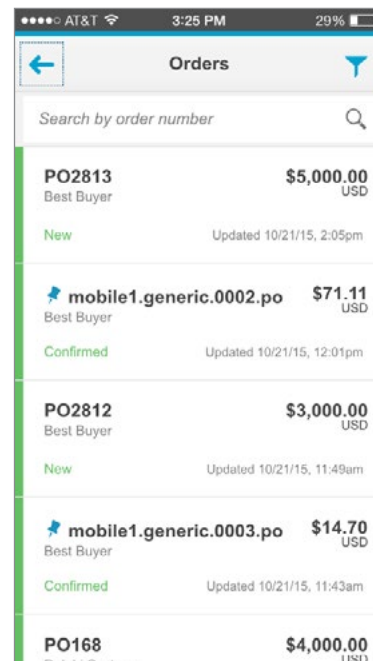 AT&T 3:25 PM 29%
Orders
Search by order number
PO2813 $5,000.00
Best Buyer USD
New Updated 10/21/15, 2:05pm
mobile1.generic.0002.po $71.11
Best Buyer USD
Confirmed Updated 10/21/15, 12:01pm
PO2812 $3,000.00
Best Buyer USD
New Updated 10/21/15, 11:49am
mobile1.generic.0003.po $14.70
Best Buyer USD
Confirmed Updated 10/21/15, 11:43am
PO168 $4,000.00
USD